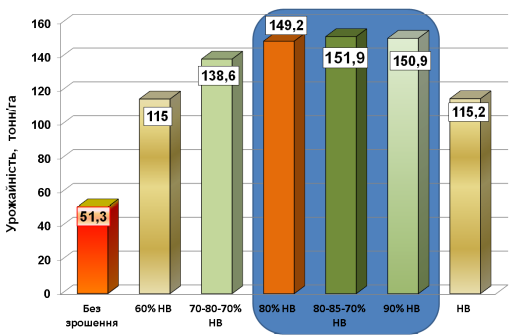 Урожайність, тонн/га
160
140
120
100
80
60
40
20
0
51,3
115
138,6
149,2
151,9
150,9
115,2
Без
зрошення
60% НВ
70-80-70%
НВ
80% НВ
80-85-70%
НВ
90% НВ
НВ